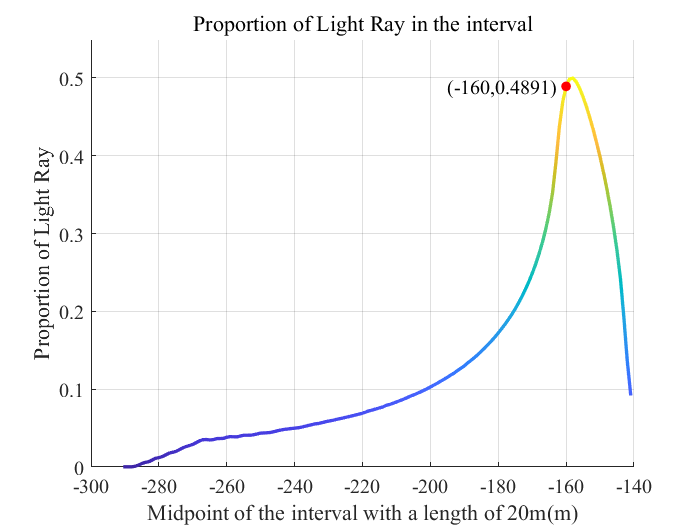 Proportion of Light Ray in the interval
Proportion of Light Ray
0.5
0.4
0.3
0.2
0.1
0
(-160,0.4891)
-300 -280 -260 -240 -220 -200 -180 -160 -140
Midpoint of the interval with a length of 20m(m)